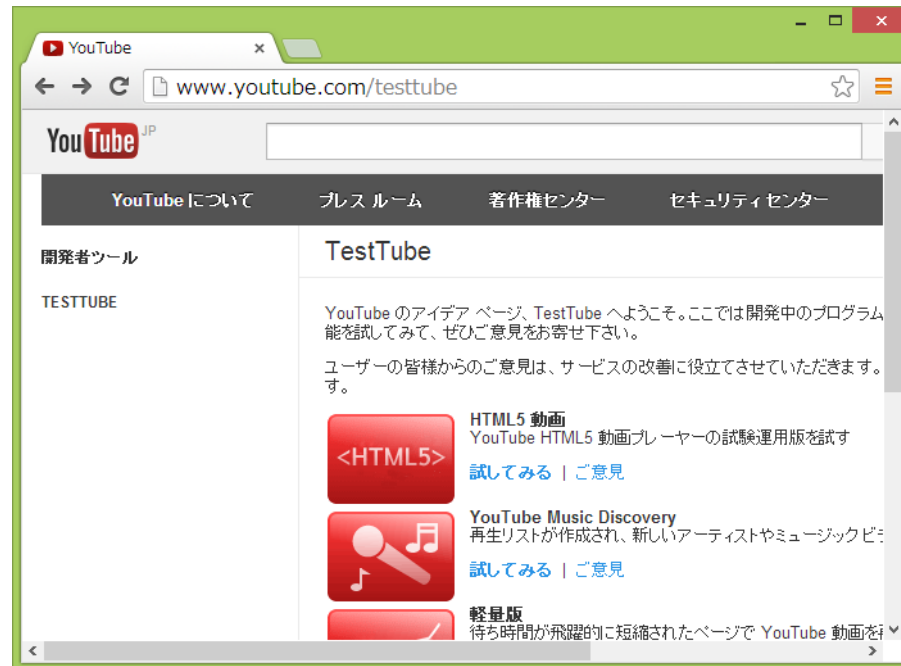 YouTube
www.youtube.com/testtube
YouTube JP
YouTube について プレス ルーム 著作権センター セキュリティ センター
開発者ツール
TESTTUBE
TestTube
YouTube のアイデア ページ、TestTube へようこそ。ここでは開発中のプログラム
能を試してみて、ぜひご意見をお寄せ下さい。
ユーザーの皆様からのご意見は、サービスの改善に役立てさせていただきます。
す。
<HTML5>
HTML5 動画
YouTube HTML5 動画プレーヤーの試験運用版を試す
試してみる | ご意見
YouTube Music Discovery
再生リストが作成され、新しいアーティストやミュージックビ
試してみる | ご意見
軽量版
待ち時間が飛躍的に短縮されたページで YouTube 動画を